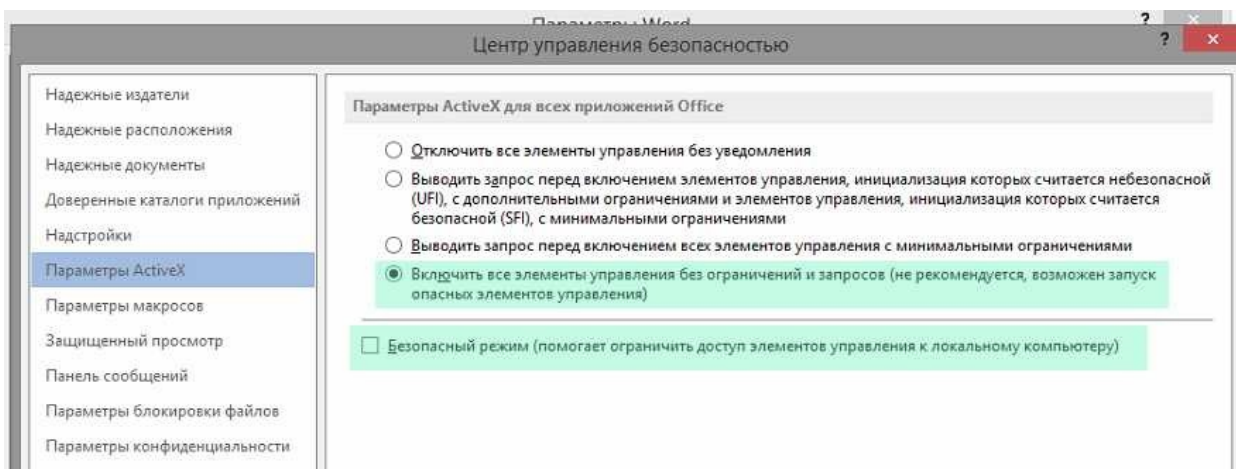 Параметры Word
?
Центр управления безопасностью
?
Надежные издатели
Надежные расположения
Надежные документы
Доверенные каталоги приложений
Надстройки
Параметры ActiveX
Параметры макросов
Защищенный просмотр
Панель сообщений
Параметры блокировки файлов
Параметры конфиденциальности
Параметры ActiveX для всех приложений Office
Отключить все элементы управления без уведомления
Выводить запрос перед включением элементов управления, инициализация которых считается небезопасной
(UFI), с дополнительными ограничениями и элементов управления, инициализация которых считается
безопасной (SFI), с минимальными ограничениями
Выводить запрос перед включением всех элементов управления с минимальными ограничениями
Включить все элементы управления без ограничений и запросов (не рекомендуется, возможен запуск
опасных элементов управления)
Безопасный режим (помогает ограничить доступ элементов управления к локальному компьютеру)